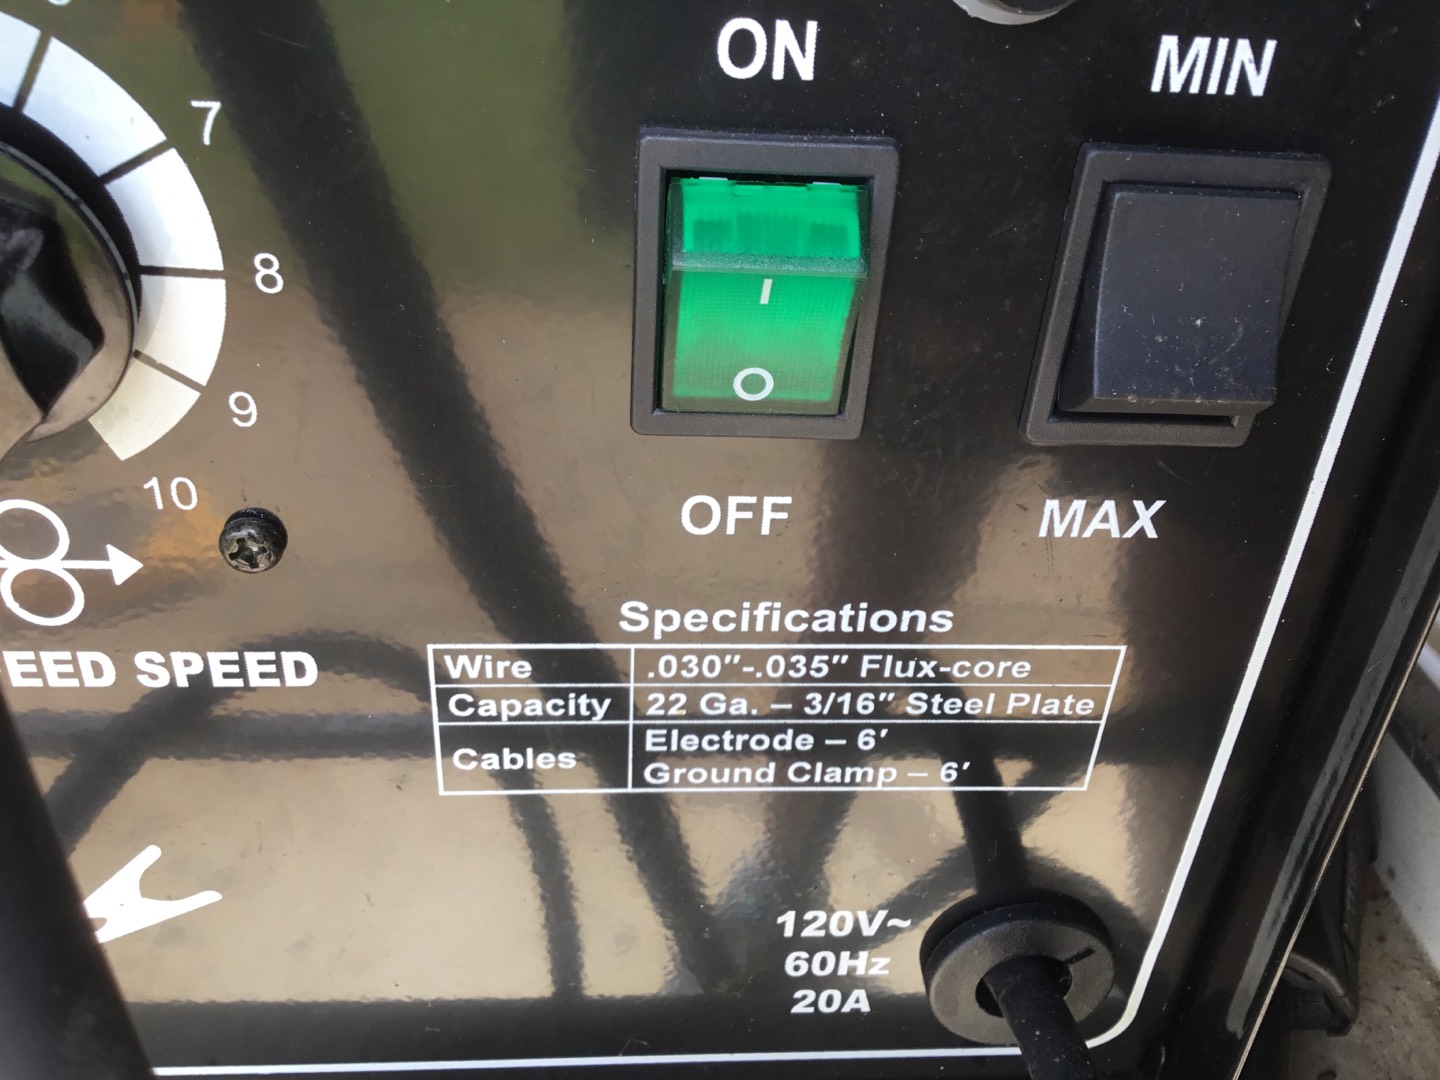 ON
MIN
7
8
9
10
I
O
OFF
MAX
EED SPEED
Specifications
Wire .030"-.035" Flux-core
Capacity 22 Ga. – 3/16" Steel Plate
Cables Electrode – 6'
Ground Clamp – 6'
120V~
60Hz
20A